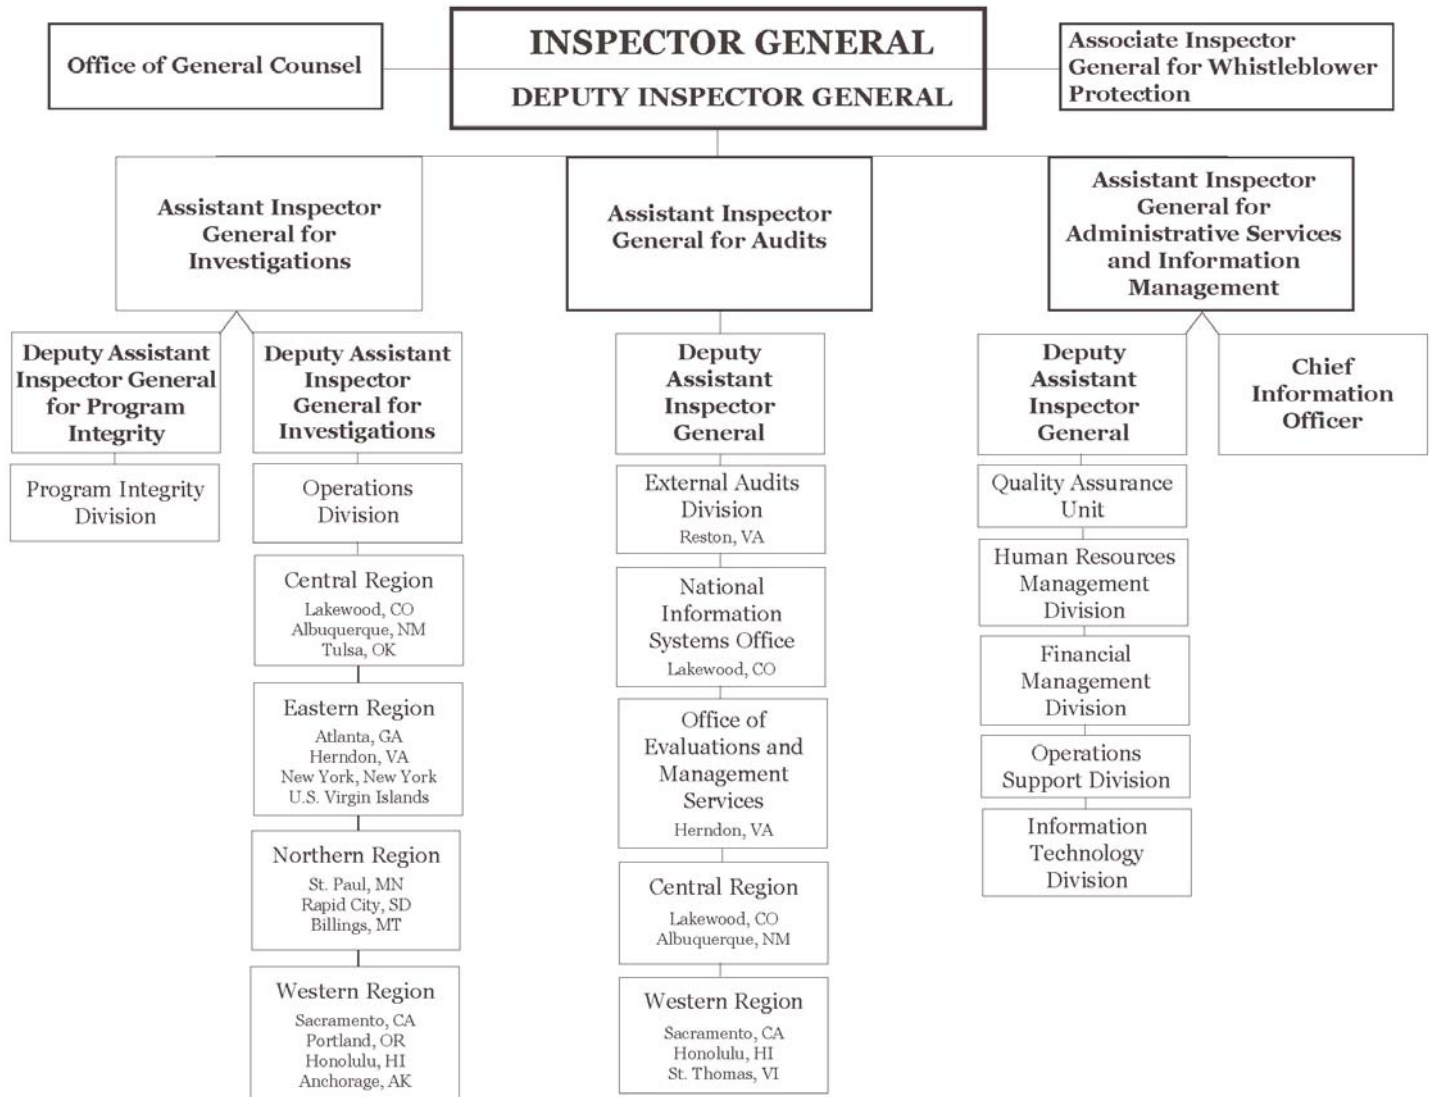 Office of General Counsel
INSPECTOR GENERAL
DEPUTY INSPECTOR GENERAL
Associate Inspector
General for Whistleblower
Protection
Assistant Inspector
General for
Investigations
Assistant Inspector
General for Audits
Assistant Inspector
General for
Administrative Services
and Information
Management
Deputy Assistant
Inspector General
for Program
Integrity
Program Integrity
Division
Deputy Assistant
Inspector
General for
Investigations
Operations
Division
Central Region
Lakewood, CO
Albuquerque, NM
Tulsa, OK
Eastern Region
Atlanta, GA
Herndon, VA
New York, New York
U.S. Virgin Islands
Northern Region
St. Paul, MN
Rapid City, SD
Billings, MT
Western Region
Sacramento, CA
Portland, OR
Honolulu, HI
Anchorage, AK
Deputy
Assistant
Inspector
General
External Audits
Division
Reston, VA
National
Information
Systems Office
Lakewood, CO
Office of
Evaluations and
Management
Services
Herndon, VA
Central Region
Lakewood, CO
Albuquerque, NM
Western Region
Sacramento, CA
Honolulu, HI
St. Thomas, VI
Deputy
Assistant
Inspector
General
Quality Assurance
Unit
Human Resources
Management
Division
Financial
Management
Division
Operations
Support Division
Information
Technology
Division
Chief
Information
Officer